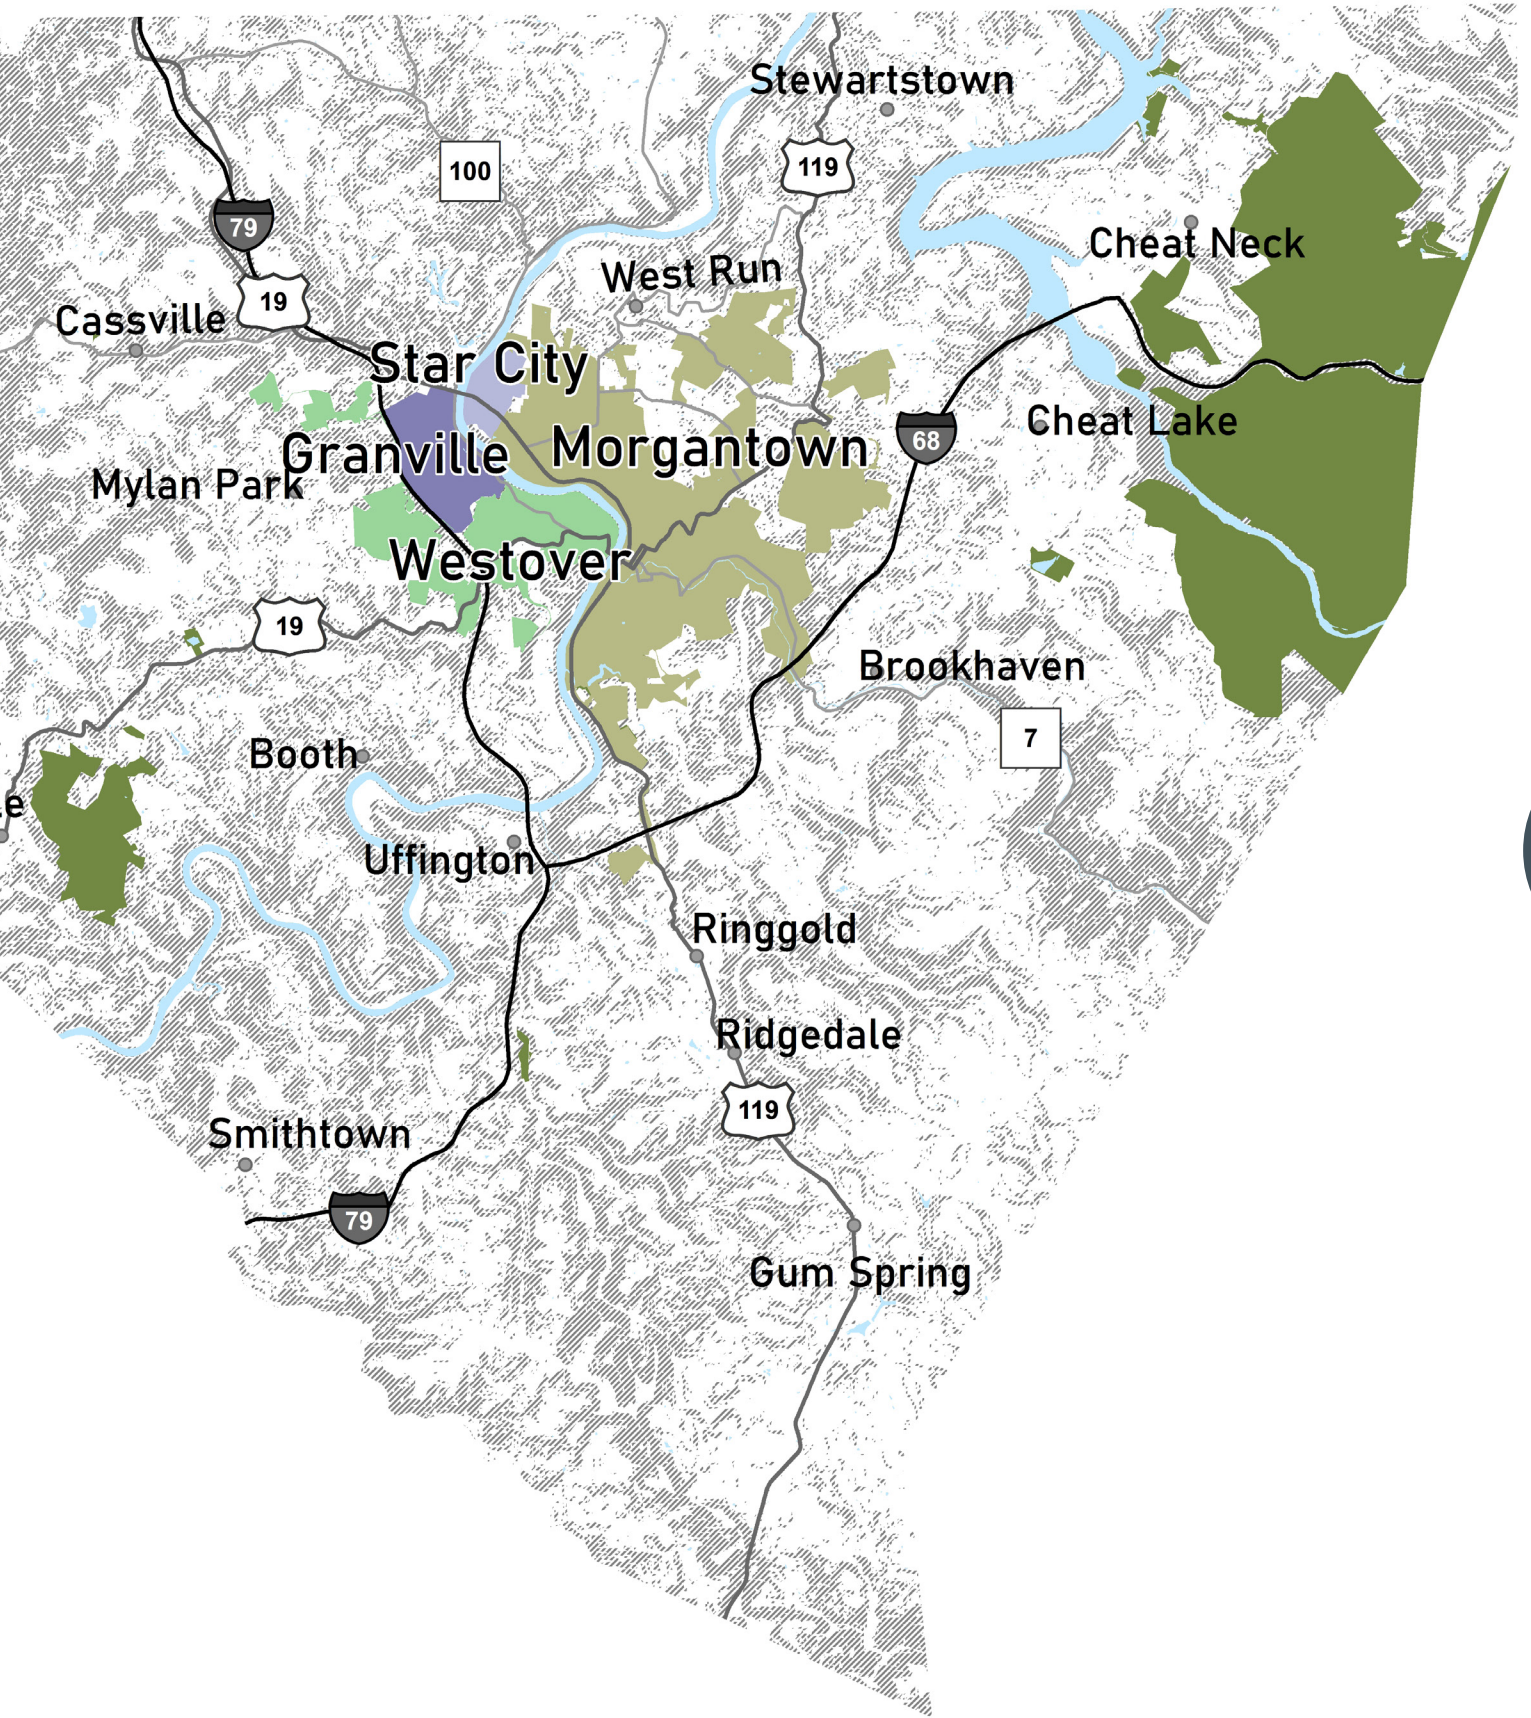 Stewartstown
119
100
79
Cheat Neck
West Run
19
Cassville
Star City
Cheat Lake
68
Morgantown
Granville
Mylan Park
Westover
19
Brookhaven
7
Booth
e
Uffington
Ringgold
Ridgedale
119
Smithtown
79
Gum Spring